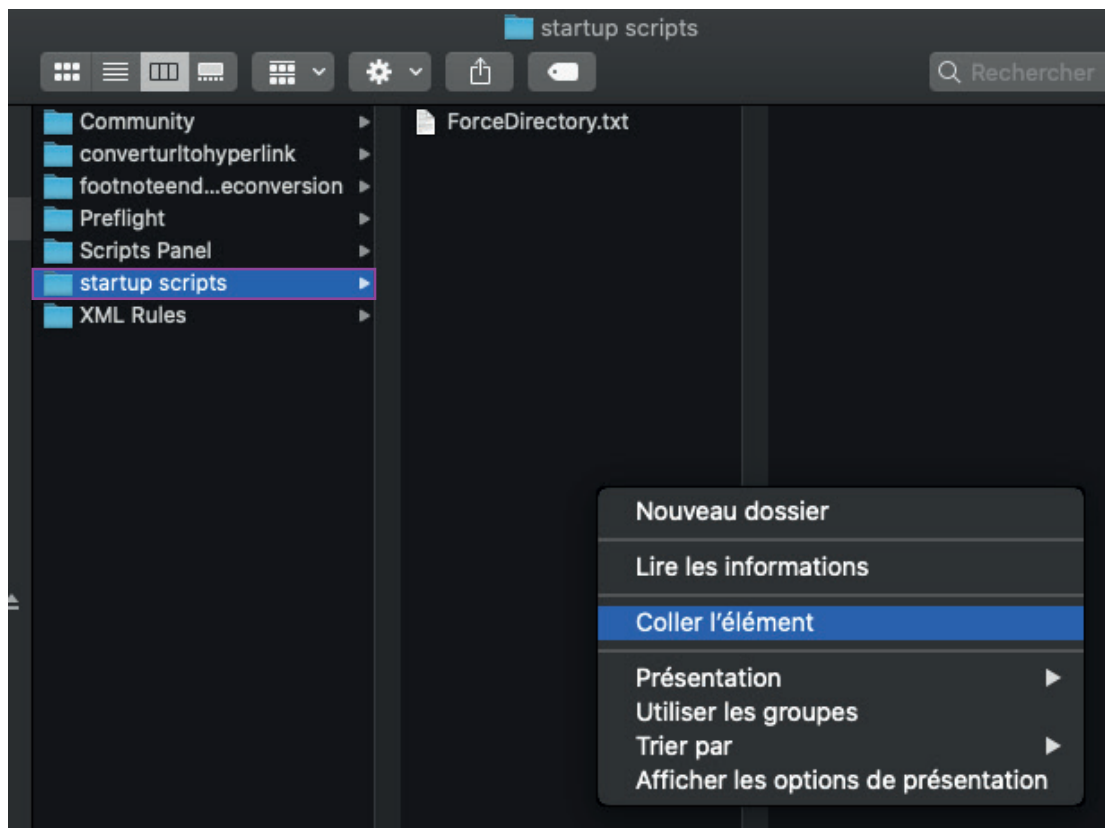 startup scripts
Rechercher
Community
converturltohyperlink
footnoteend...econversion
Preflight
Scripts Panel
startup scripts
XML Rules
ForceDirectory.txt
Nouveau dossier
Lire les informations
Coller l’élément
Présentation
Utiliser les groupes
Trier par
Afficher les options de présentation